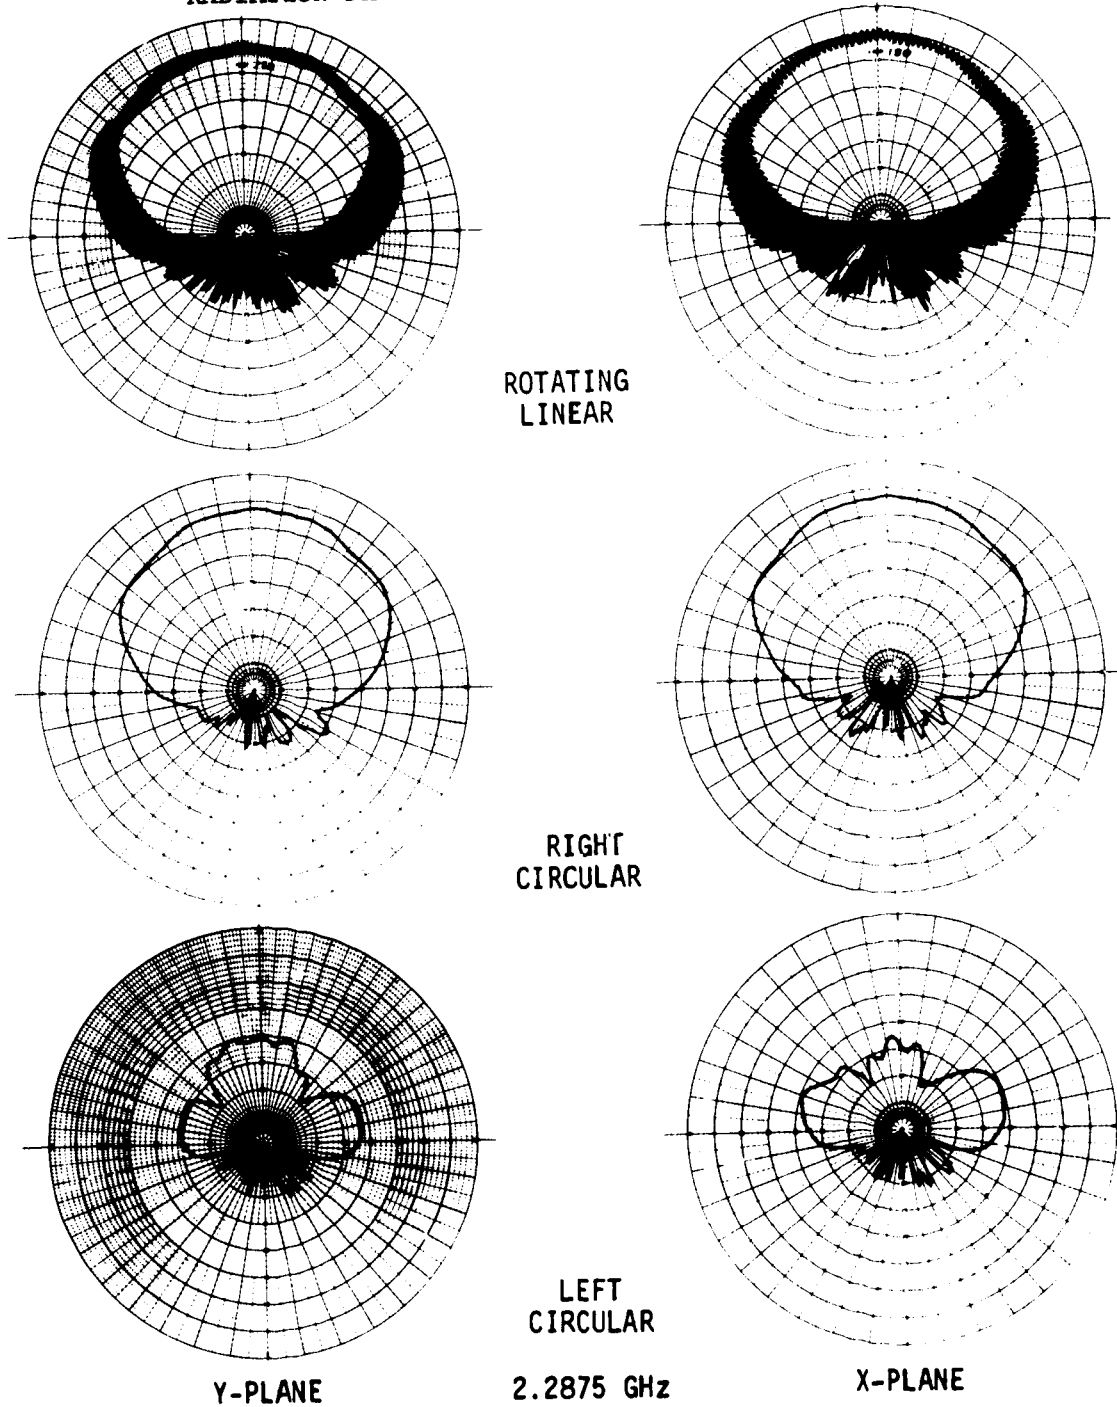 ROTATING
LINEAR
RIGHT
CIRCULAR
LEFT
CIRCULAR
Y-PLANE
2.2875 GHz
X-PLANE